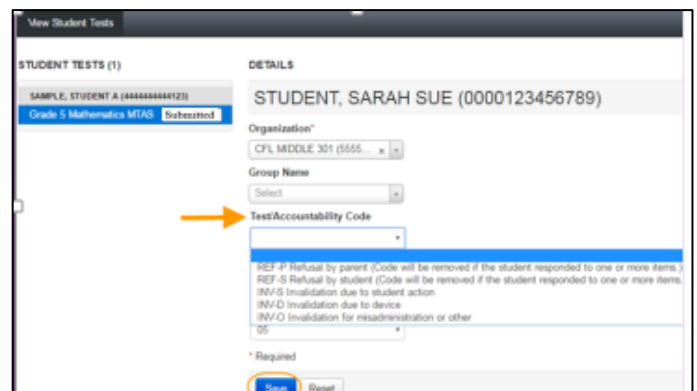 View Student Tests
STUDENT TESTS (1)
SAMPLE, STUDENT A (4444444444123)
Grade 5 Mathematics MTAS Submitted
DETAILS
STUDENT, SARAH SUE (0000123456789)
Organization*
CFL MIDDLE 301 (5555... x
Group Name
Select
Test/Accountability Code
REF-P Refusal by parent (Code will be removed if the student responded to one or more items.)
REF-S Refusal by student (Code will be removed if the student responded to one or more items.
INV-S Invalidation due to student action
INV-D Invalidation due to device
INV-O Invalidation for misadministration or other
05
* Required
Save Reset